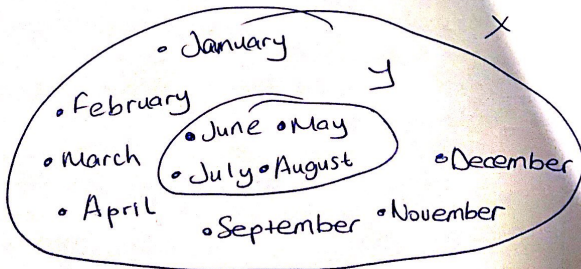 x
• January
y
• February
• June • May
• March
• July • August
• December
• April
• September • November